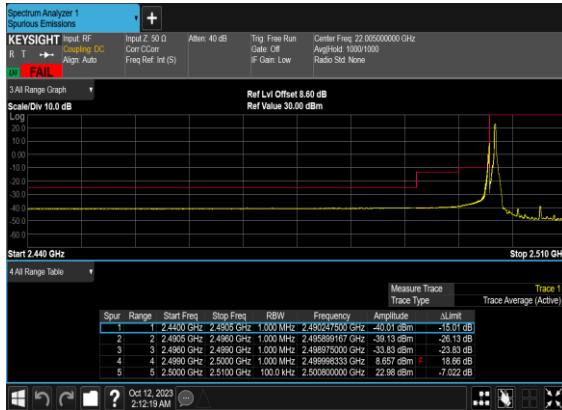 Spectrum Analyzer 1
Spurious Emissions
+
KEYSIGHT Input: RF Input Z: 50 Ω Atten: 40 dB Trig: Free Run Center Freq: 22.005000000 GHz
R T Coupling: DC Corr CCorr Gate: Off Avg|Hold: 1000/1000
Align: Auto Freq Ref: Int (S) IF Gain: Low Radio Std: None
LXI FAIL
3 All Range Graph
Ref Lvl Offset 8.60 dB
Scale/Div 10.0 dB Ref Value 30.00 dBm
Log
20.0
10.0
0.00
-10.0
-20.0
-30.0
-40.0
-50.0
-60.0
Start 2.440 GHz Stop 2.510 GH
4 All Range Table
Measure Trace Trace 1
Trace Type Trace Average (Active)
Spur Range Start Freq Stop Freq RBW Frequency Amplitude ΔLimit
1 1 2.4400 GHz 2.4905 GHz 1.000 MHz 2.490247500 GHz -40.01 dBm -15.01 dB
2 2 2.4905 GHz 2.4960 GHz 1.000 MHz 2.495899167 GHz -39.13 dBm -26.13 dB
3 3 2.4960 GHz 2.4990 GHz 1.000 MHz 2.498975000 GHz -33.83 dBm -23.83 dB
4 4 2.4990 GHz 2.5000 GHz 1.000 MHz 2.499998333 GHz 8.657 dBm F 18.66 dB
5 5 2.5000 GHz 2.5100 GHz 100.0 kHz 2.500800000 GHz 22.98 dBm -7.022 dB
? Oct 12, 2023
2:12:19 AM